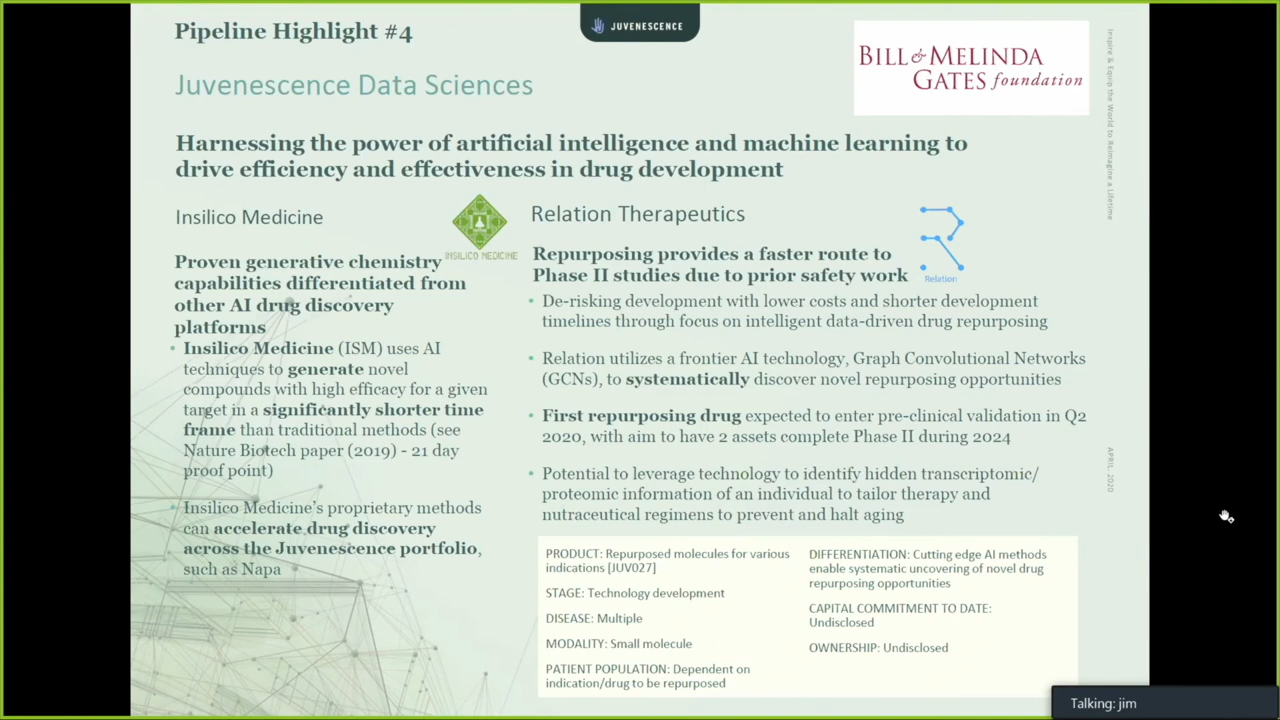 Pipeline Highlight #4
JUVENESCENCE
BILL & MELINDA
GATES foundation
Juvenescence Data Sciences
Harnessing the power of artificial intelligence and machine learning to
drive efficiency and effectiveness in drug development
Insilico Medicine
INSILICO MEDICINE
Proven generative chemistry
capabilities differentiated from
other AI drug discovery
platforms
• Insilico Medicine (ISM) uses AI
techniques to generate novel
compounds with high efficacy for a given
target in a significantly shorter time
frame than traditional methods (see
Nature Biotech paper (2019) - 21 day
proof point)
• Insilico Medicine's proprietary methods
can accelerate drug discovery
across the Juvenescence portfolio,
such as Napa
Relation Therapeutics
Relation
Repurposing provides a faster route to
Phase II studies due to prior safety work
• De-risking development with lower costs and shorter development
timelines through focus on intelligent data-driven drug repurposing
• Relation utilizes a frontier AI technology, Graph Convolutional Networks
(GCNs), to systematically discover novel repurposing opportunities
• First repurposing drug expected to enter pre-clinical validation in Q2
2020, with aim to have 2 assets complete Phase II during 2024
• Potential to leverage technology to identify hidden transcriptomic/
proteomic information of an individual to tailor therapy and
nutraceutical regimens to prevent and halt aging
PRODUCT: Repurposed molecules for various
indications [JUV027]
STAGE: Technology development
DISEASE: Multiple
MODALITY: Small molecule
PATIENT POPULATION: Dependent on
indication/drug to be repurposed
DIFFERENTIATION: Cutting edge AI methods
enable systematic uncovering of novel drug
repurposing opportunities
CAPITAL COMMITMENT TO DATE:
Undisclosed
OWNERSHIP: Undisclosed
Inspire & Equip the World to Reimagine a Lifetime
APRIL, 2020
Talking: jim